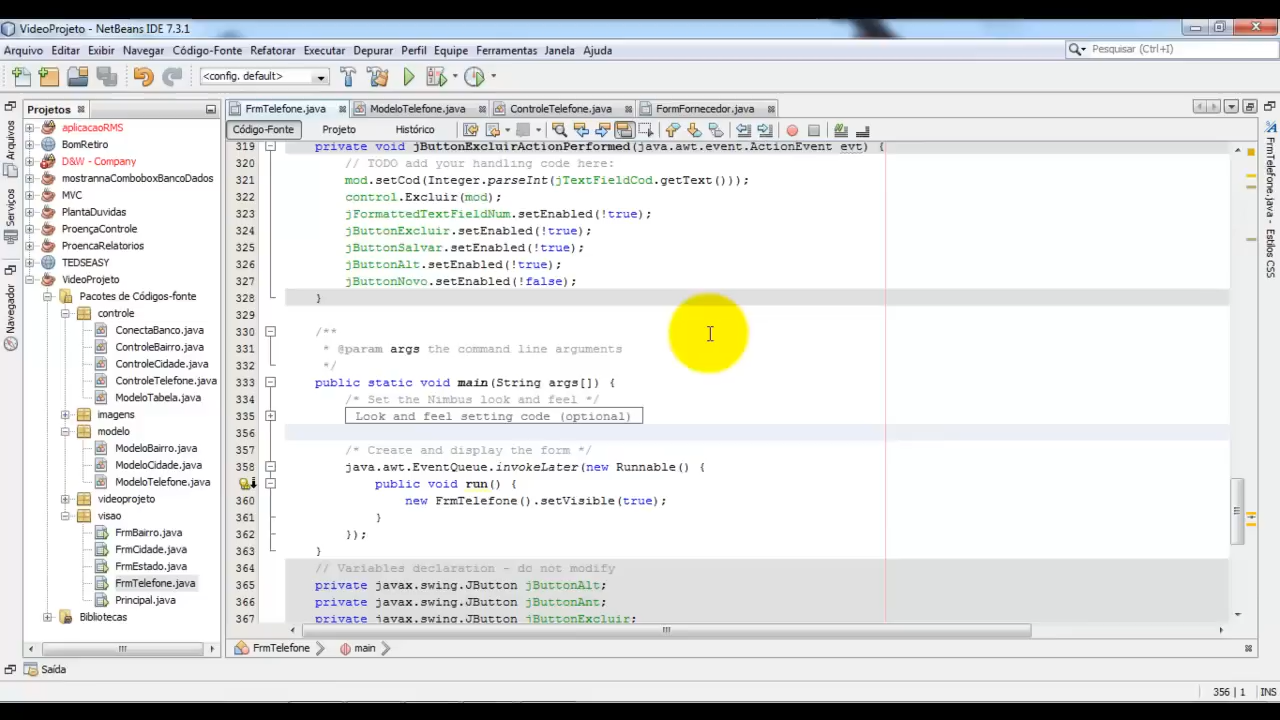 VideoProjeto - NetBeans IDE 7.3.1
Arquivo Editar Exibir Navegar Código-Fonte Refatorar Executar Depurar Perfil Equipe Ferramentas Janela Ajuda
Pesquisar (Ctrl+I)
<config. default>
Projetos
FrmTelefone.java ModeloTelefone.java ControleTelefone.java FormFornecedor.java
Código-Fonte Projeto Histórico
Arquivos
Serviços
Navegador
aplicacaoRMS
BomRetiro
D&W - Company
mostrannaComboboxBancoDados
MVC
PlantaDuvidas
ProençaControle
ProencaRelatorios
TEDSEASY
VideoProjeto
Pacotes de Códigos-fonte
controle
ConectaBanco.java
ControleBairro.java
ControleCidade.java
ControleTelefone.java
ModeloTabela.java
imagens
modelo
ModeloBairro.java
ModeloCidade.java
ModeloTelefone.java
videoprojeto
visao
FrmBairro.java
FrmCidade.java
FrmEstado.java
FrmTelefone.java
Principal.java
Bibliotecas
319 private void jButtonExcluirActionPerformed(java.awt.event.ActionEvent evt) {
320 // TODO add your handling code here:
321 mod.setCod(Integer.parseInt(jTextFieldCod.getText()));
322 control.Excluir(mod);
323 jFormattedTextFieldNum.setEnabled(!true);
324 jButtonExcluir.setEnabled(!true);
325 jButtonSalvar.setEnabled(!true);
326 jButtonAlt.setEnabled(!true);
327 jButtonNovo.setEnabled(!false);
328 }
329
330 /**
331 * @param args the command line arguments
332 */
333 public static void main(String args[]) {
334 /* Set the Nimbus look and feel */
335 Look and feel setting code (optional)
356
357 /* Create and display the form */
358 java.awt.EventQueue.invokeLater(new Runnable() {
public void run() {
360 new FrmTelefone().setVisible(true);
361 }
362 });
363 }
364 // Variables declaration - do not modify
365 private javax.swing.JButton jButtonAlt;
366 private javax.swing.JButton jButtonAnt;
367 private javax.swing.JButton jButtonExcluir;
FrmTelefone main
Estilos CSS
Saída
356 | 1 INS